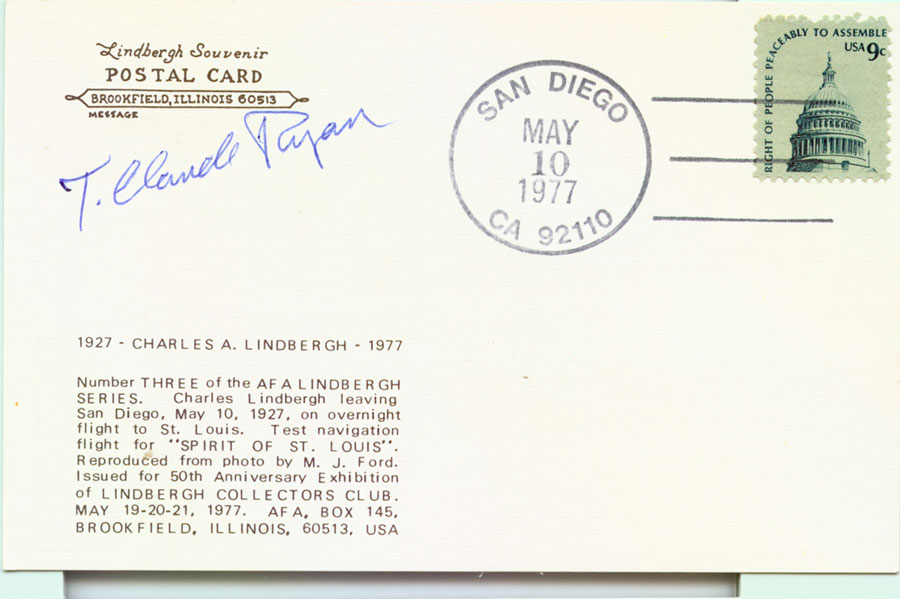 Lindbergh Souvenir
POSTAL CARD
BROOKFIELD, ILLINOIS 60513
MESSAGE
T. Claude Ryan
SAN DIEGO
MAY
10
1977
CA 92110
RIGHT OF PEOPLE PEACEABLY TO ASSEMBLE
USA 9c
1927 - CHARLES A. LINDBERGH - 1977
Number THREE of the AFA LINDBERGH
SERIES. Charles Lindbergh leaving
San Diego, May 10, 1927, on overnight
flight to St. Louis. Test navigation
flight for "SPIRIT OF ST. LOUIS".
Reproduced from photo by M. J. Ford.
Issued for 50th Anniversary Exhibition
of LINDBERGH COLLECTORS CLUB.
MAY 19-20-21, 1977. AFA, BOX 145,
BROOKFIELD, ILLINOIS, 60513, USA